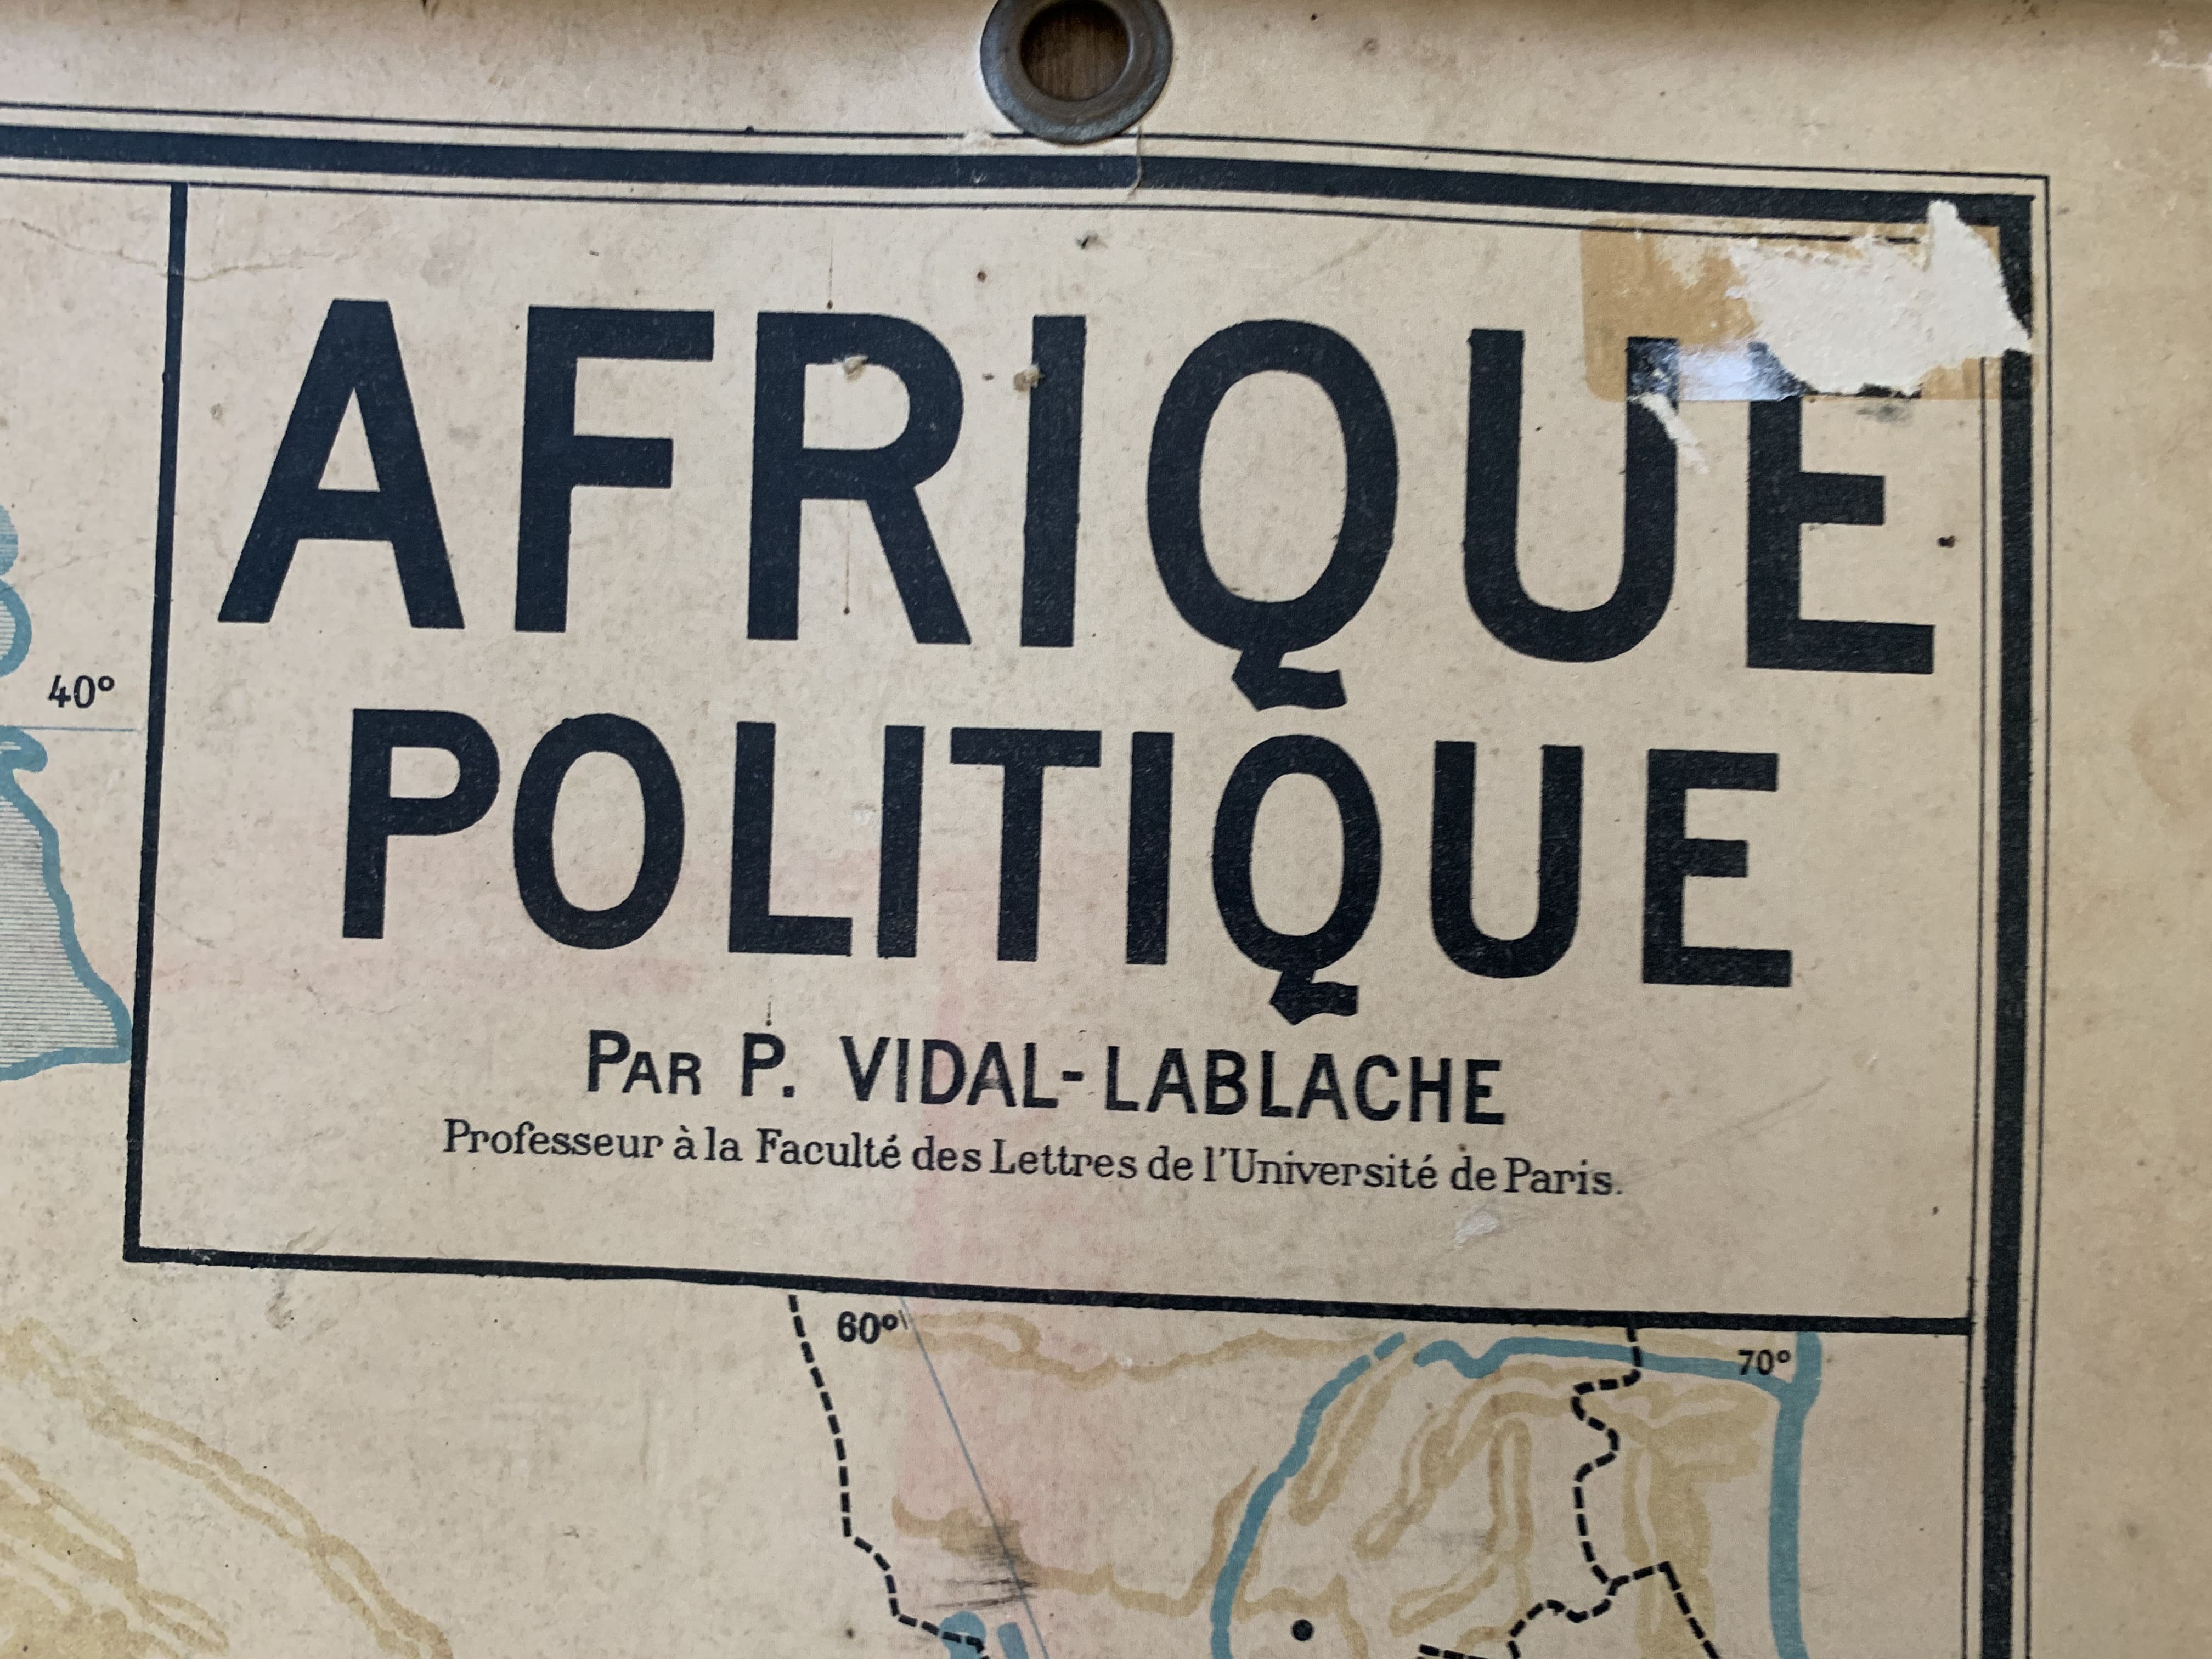 AFRIQUE
POLITIQUE
PAR P. VIDAL-LABLACHE
Professeur à la Faculté des Lettres de l'Université de Paris.
40°
60°
70°